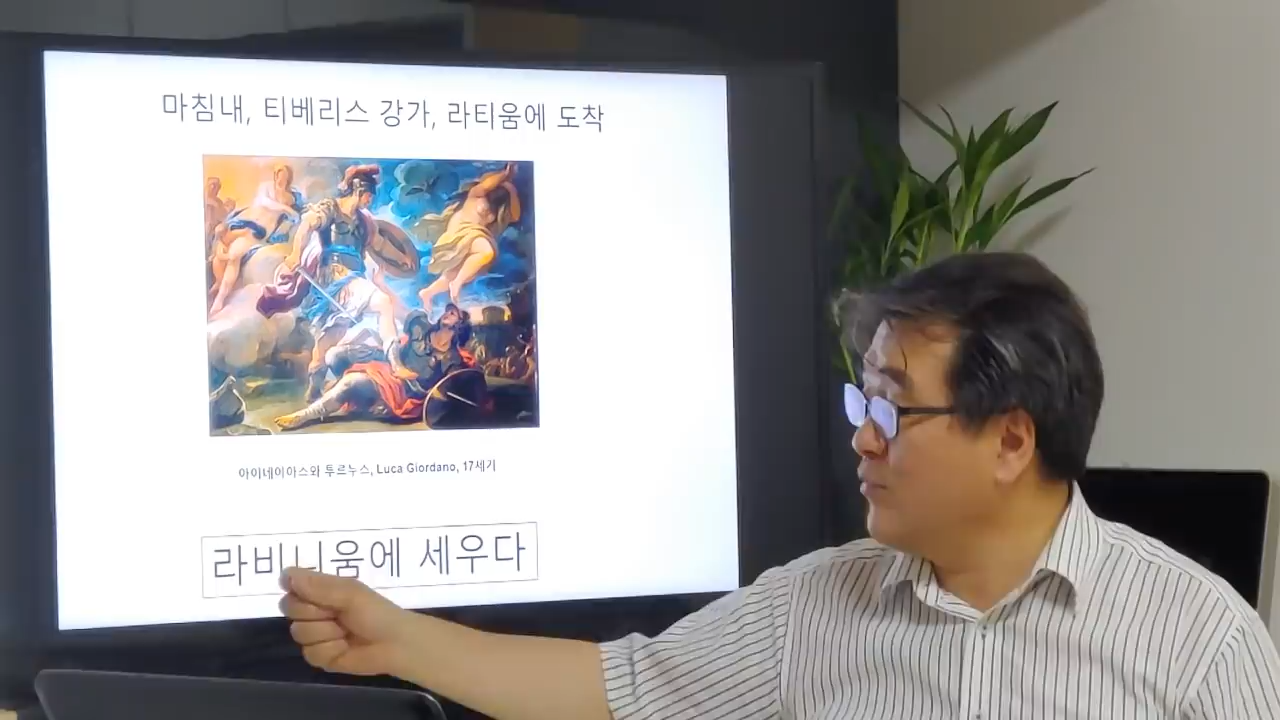 마침내, 티베리스 강가, 라티움에 도착
아이네이아스와 투르누스, Luca Giordano, 17세기
라비니움에 세우다